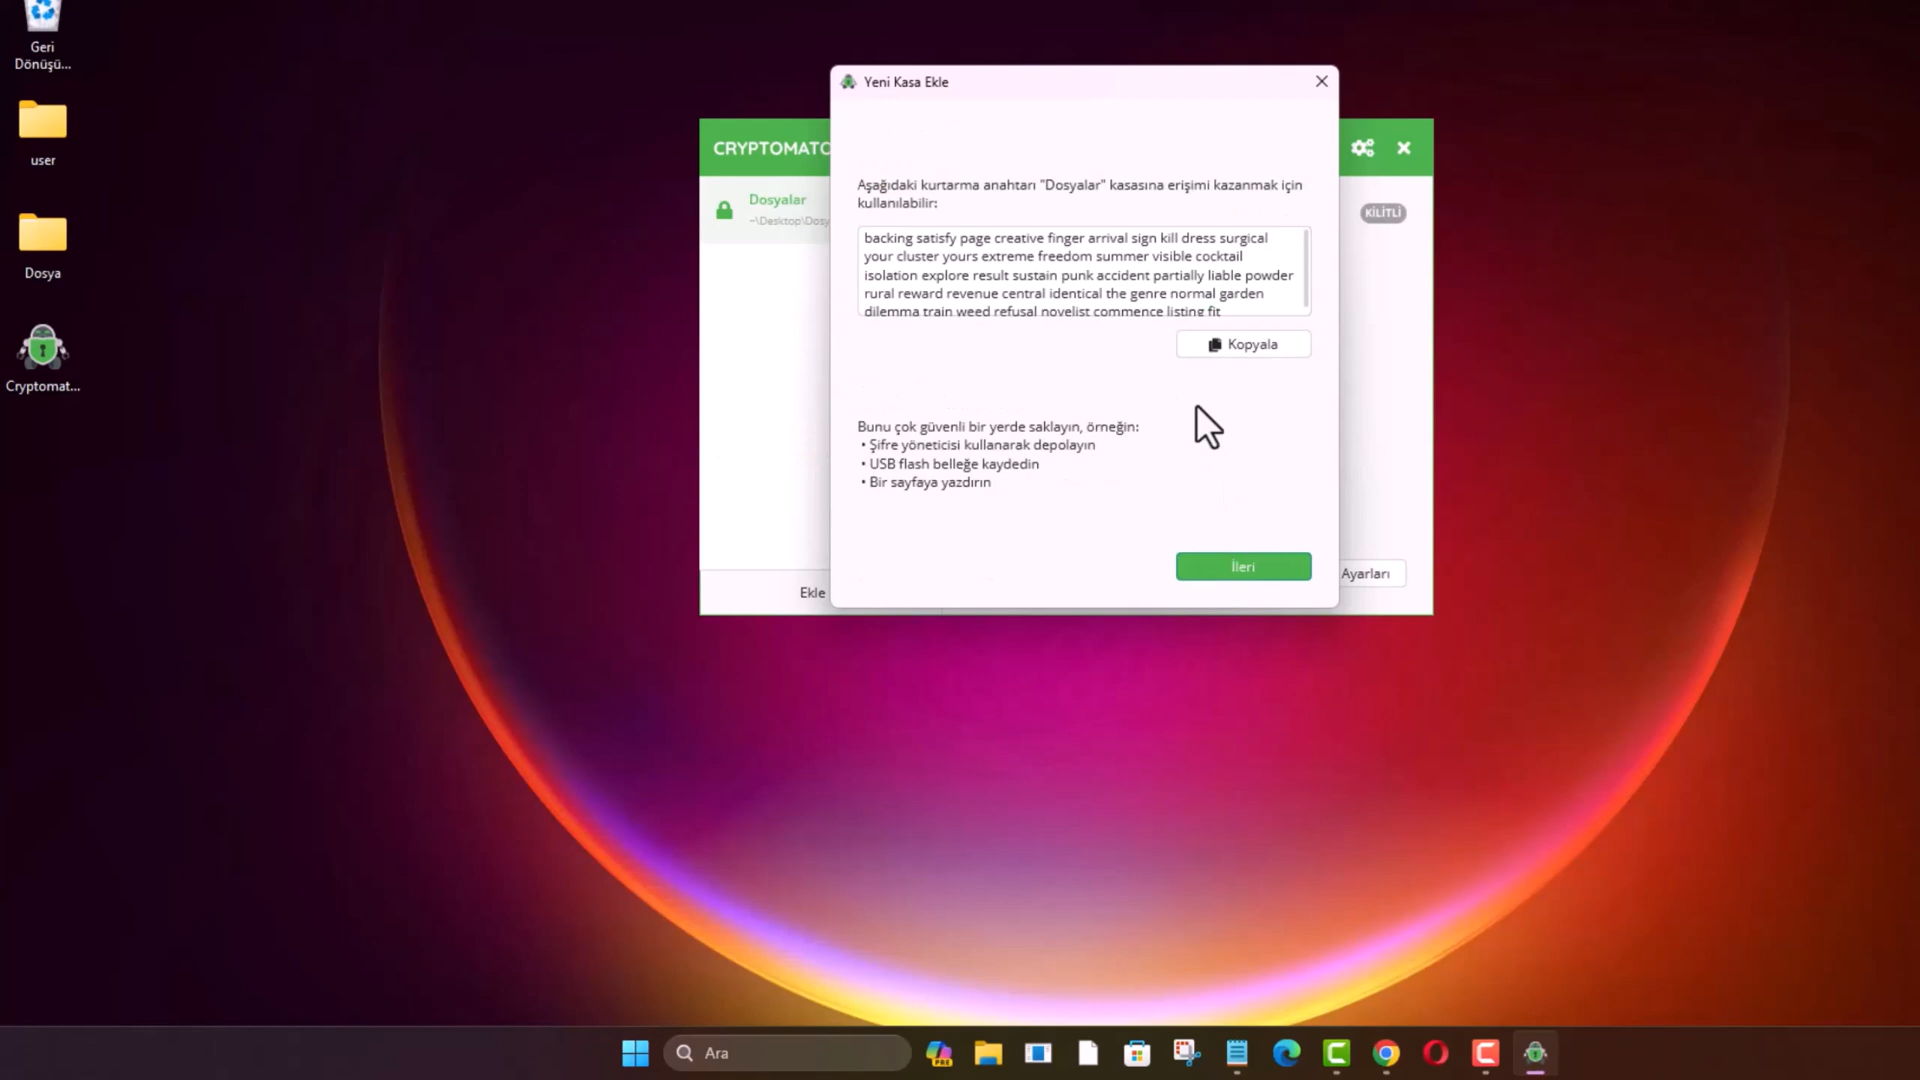 Geri
Dönüşü...
user
Dosya
Cryptomat...
CRYPTOMATO
Dosyalar
~\Desktop\Dosy
Ekle
KİLİTLİ
Ayarları
Yeni Kasa Ekle
Aşağıdaki kurtarma anahtarı "Dosyalar" kasasına erişimi kazanmak için
kullanılabilir:
backing satisfy page creative finger arrival sign kill dress surgical
your cluster yours extreme freedom summer visible cocktail
isolation explore result sustain punk accident partially liable powder
rural reward revenue central identical the genre normal garden
dilemma train weed refusal novelist commence listing fit
Kopyala
Bunu çok güvenli bir yerde saklayın, örneğin:
• Şifre yöneticisi kullanarak depolayın
• USB flash belleğe kaydedin
• Bir sayfaya yazdırın
İleri
Ara
PRE